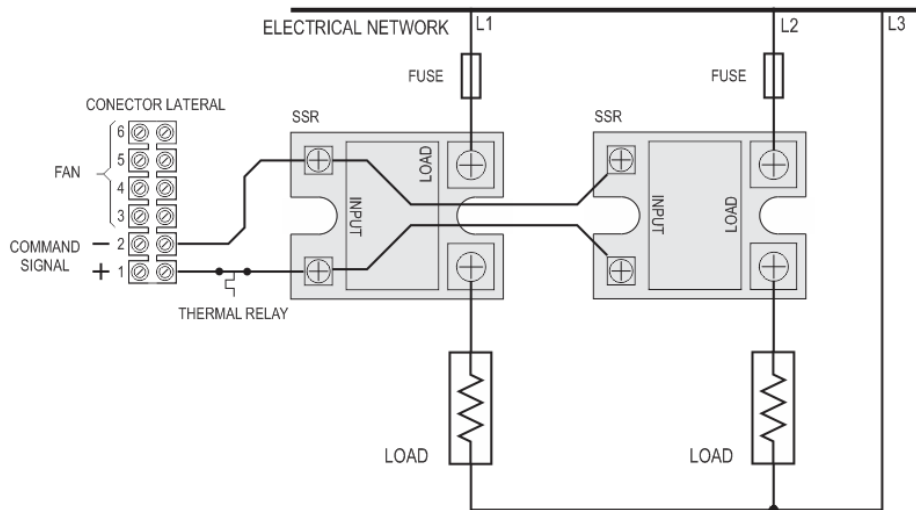 ELECTRICAL NETWORK
L1
L2
L3
FUSE
FUSE
CONECTOR LATERAL
SSR
SSR
6
5
4
3
FAN
LOAD
INPUT
LOAD
INPUT
COMMAND
SIGNAL
− 2
+ 1
THERMAL RELAY
LOAD
LOAD